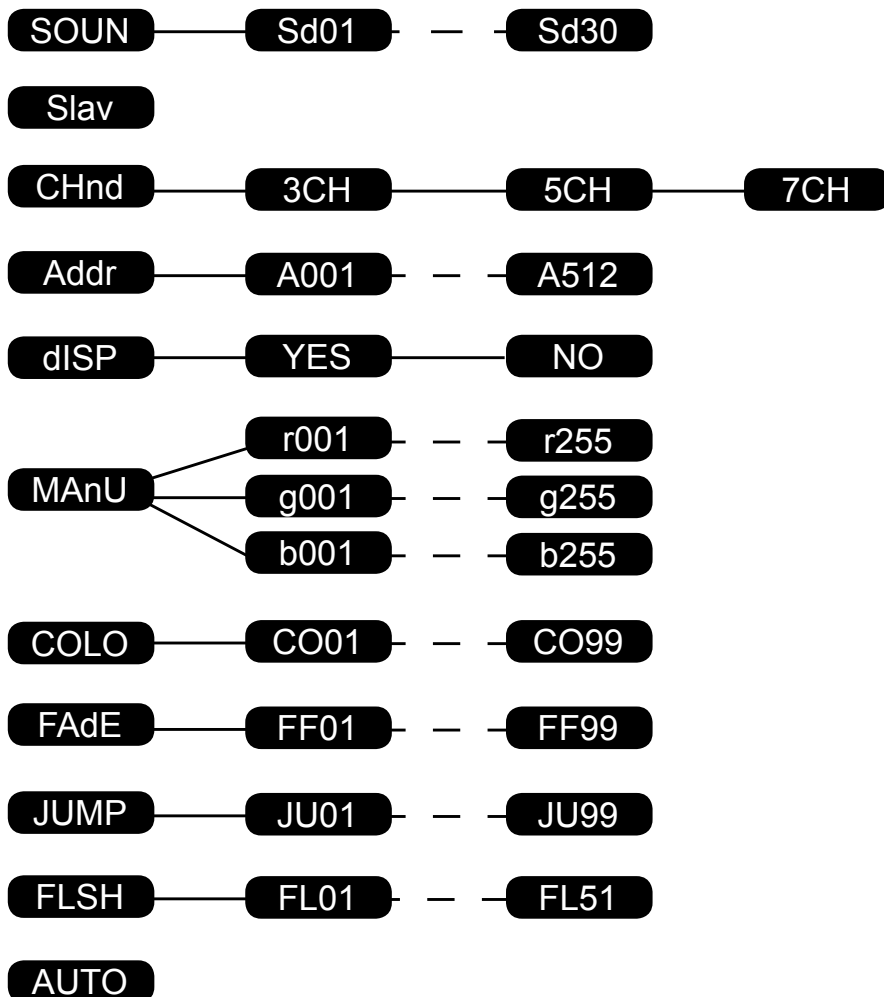 SOUN Sd01 Sd30
Slav
CHnd 3CH 5CH 7CH
Addr A001 A512
dISP YES NO
r001 r255
MAnU g001 g255
b001 b255
COLO CO01 CO99
FAdE FF01 FF99
JUMP JU01 JU99
FLSH FL01 FL51
AUTO